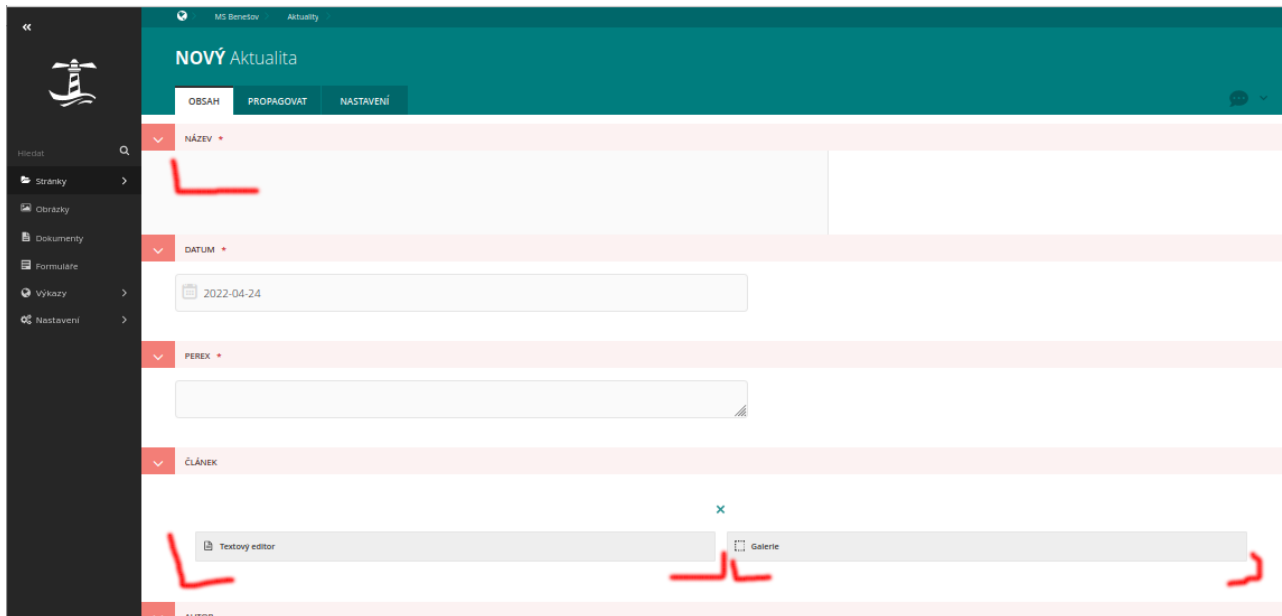 «
MS Benešov / Aktuality /
NOVÝ Aktualita
OBSAH PROPAGOVAT NASTAVENÍ
Hledat
Stránky
Obrázky
Dokumenty
Formuláře
Výkazy
Nastavení
NÁZEV *
DATUM *
2022-04-24
PEREX *
ČLÁNEK
×
Textový editor Galerie
AUTOR